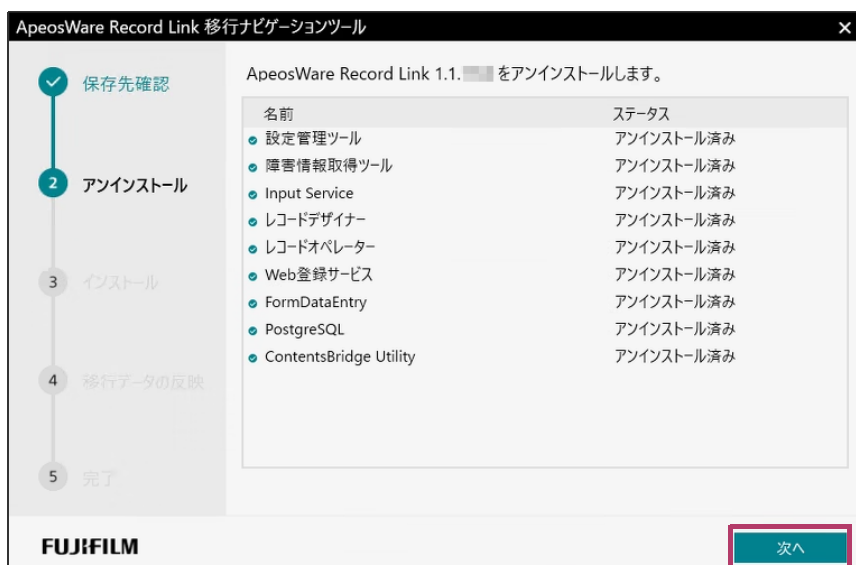 ApeosWare Record Link 移行ナビゲーションツール
保存先確認
2 アンインストール
3 インストール
4 移行データの反映
5 完了
ApeosWare Record Link 1.1. をアンインストールします。
名前 ステータス
設定管理ツール アンインストール済み
障害情報取得ツール アンインストール済み
Input Service アンインストール済み
レコードデザイナー アンインストール済み
レコードオペレーター アンインストール済み
Web登録サービス アンインストール済み
FormDataEntry アンインストール済み
PostgreSQL アンインストール済み
ContentsBridge Utility アンインストール済み
FUJIFILM
次へ